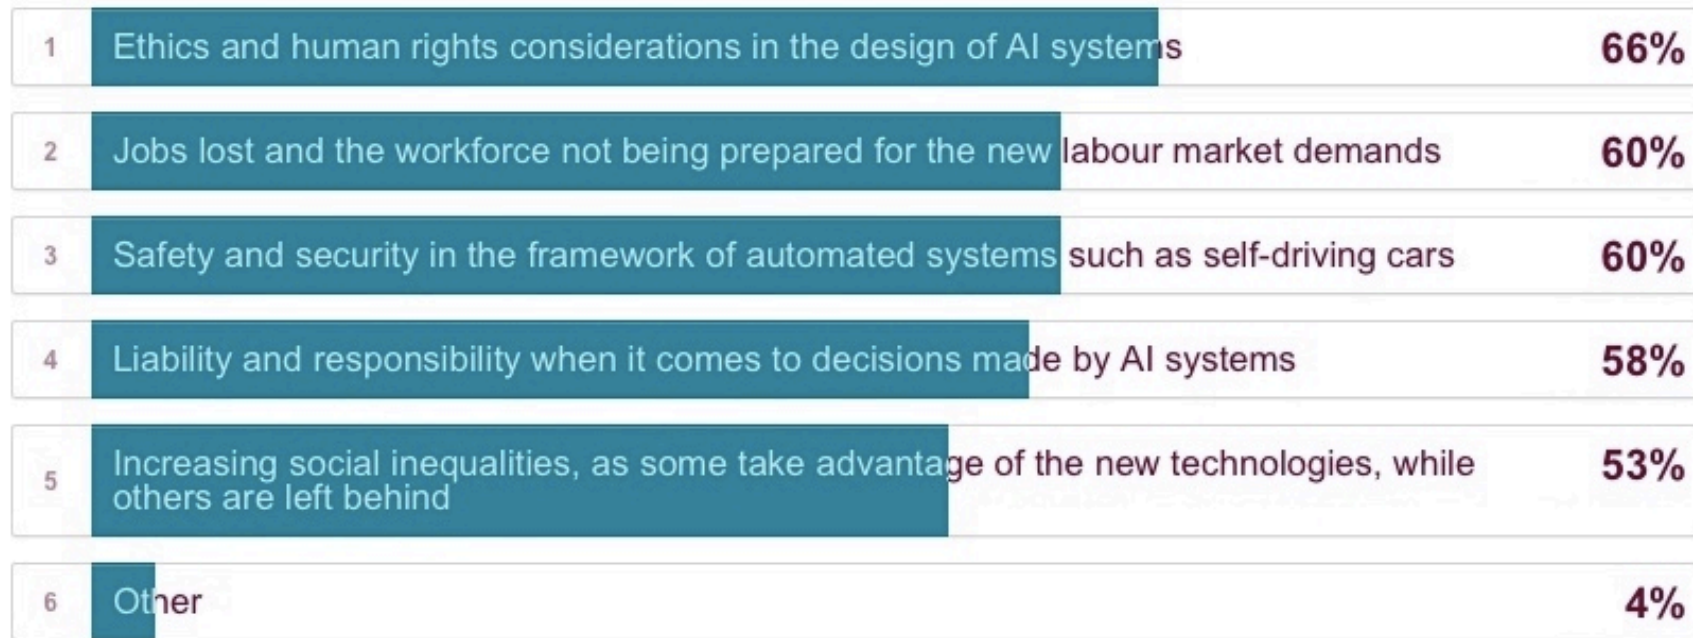 1 Ethics and human rights considerations in the design of AI systems 66%
2 Jobs lost and the workforce not being prepared for the new labour market demands 60%
3 Safety and security in the framework of automated systems such as self-driving cars 60%
4 Liability and responsibility when it comes to decisions made by AI systems 58%
5 Increasing social inequalities, as some take advantage of the new technologies, while 53%
others are left behind
6 Other 4%